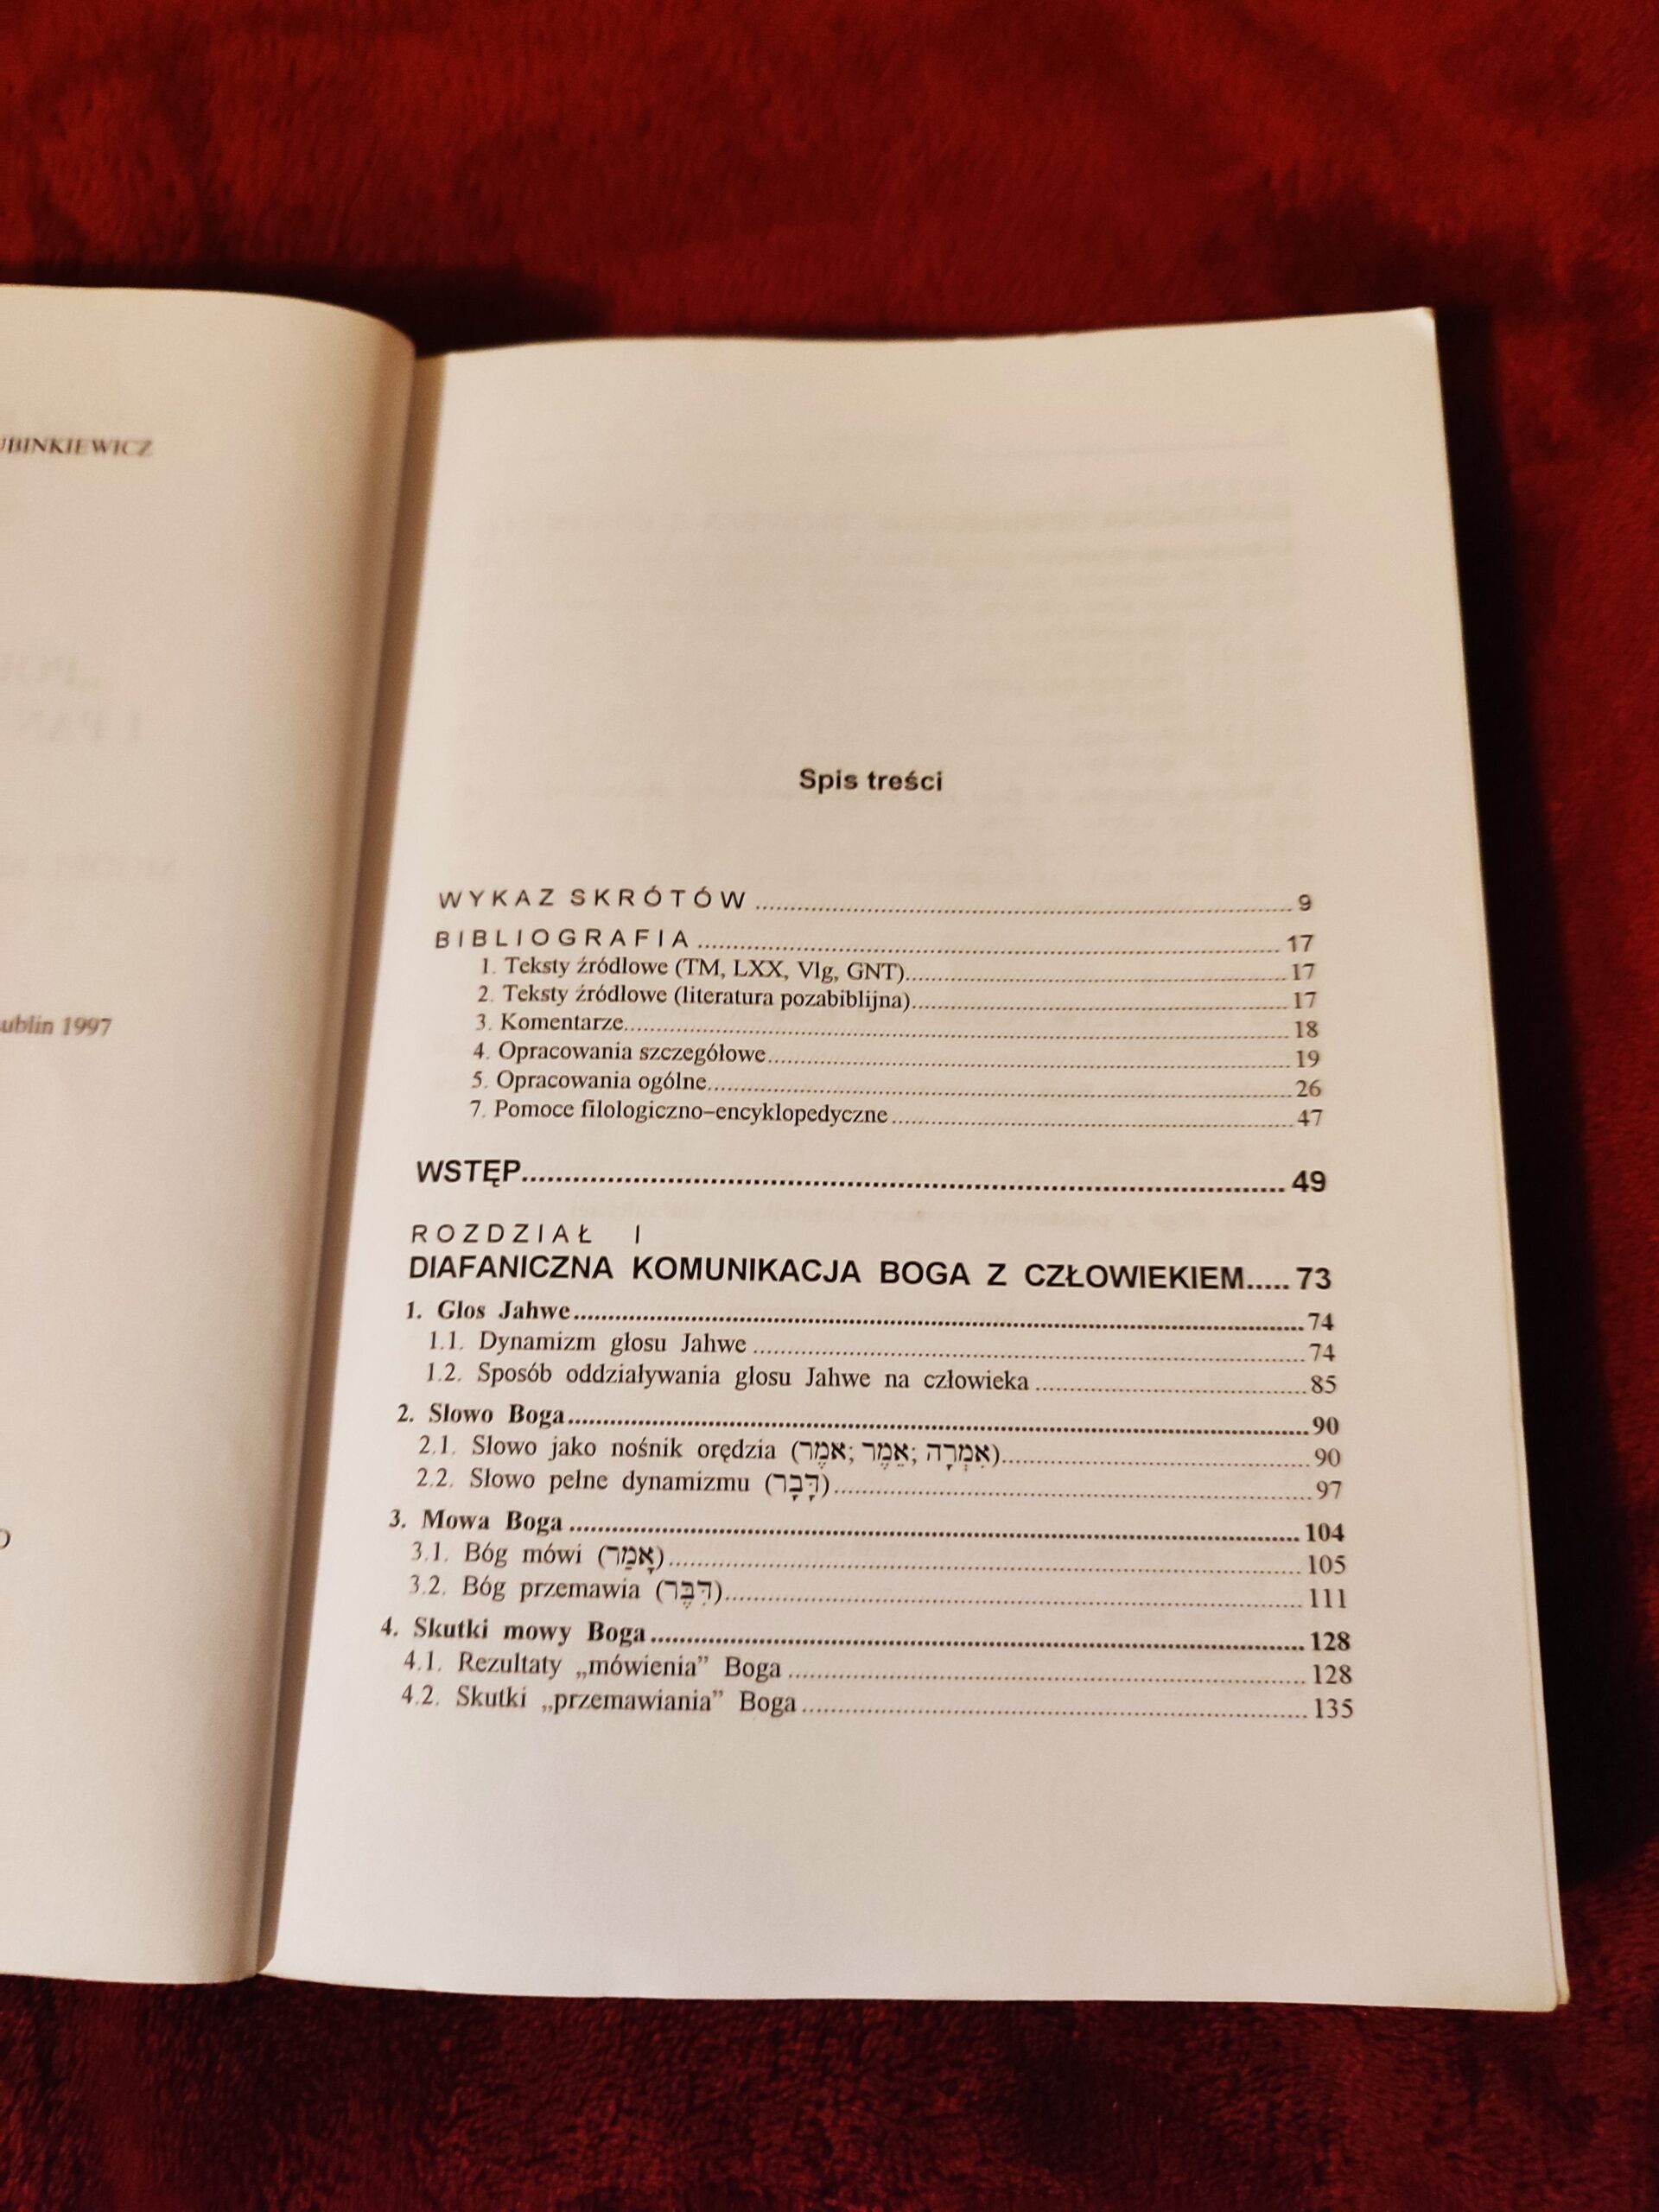 UBINKIEWICZ
ublin 1997
Spis treści
WYKAZ SKRÓTÓW ........ 9
BIBLIOGRAFIA ........ 17
1. Teksty źródłowe (TM, LXX, Vlg, GNT)........ 17
2. Teksty źródłowe (literatura pozabiblijna)........ 17
3. Komentarze........ 18
4. Opracowania szczegółowe........ 19
5. Opracowania ogólne........ 26
7. Pomoce filologiczno–encyklopedyczne........ 47
WSTĘP........ 49
ROZDZIAŁ I
DIAFANICZNA KOMUNIKACJA BOGA Z CZŁOWIEKIEM..... 73
1. Głos Jahwe........ 74
1.1. Dynamizm głosu Jahwe ........ 74
1.2. Sposób oddziaływania głosu Jahwe na człowieka ........ 85
2. Słowo Boga........ 90
2.1. Słowo jako nośnik orędzia (אִמְרָה; אֵמֶר; אֹמֶר)........ 90
2.2. Słowo pełne dynamizmu (דָּבָר)........ 97
3. Mowa Boga ........ 104
3.1. Bóg mówi (אָמַר)........ 105
3.2. Bóg przemawia (דִּבֶּר)........ 111
4. Skutki mowy Boga ........ 128
4.1. Rezultaty „mówienia” Boga ........ 128
4.2. Skutki „przemawiania” Boga ........ 135